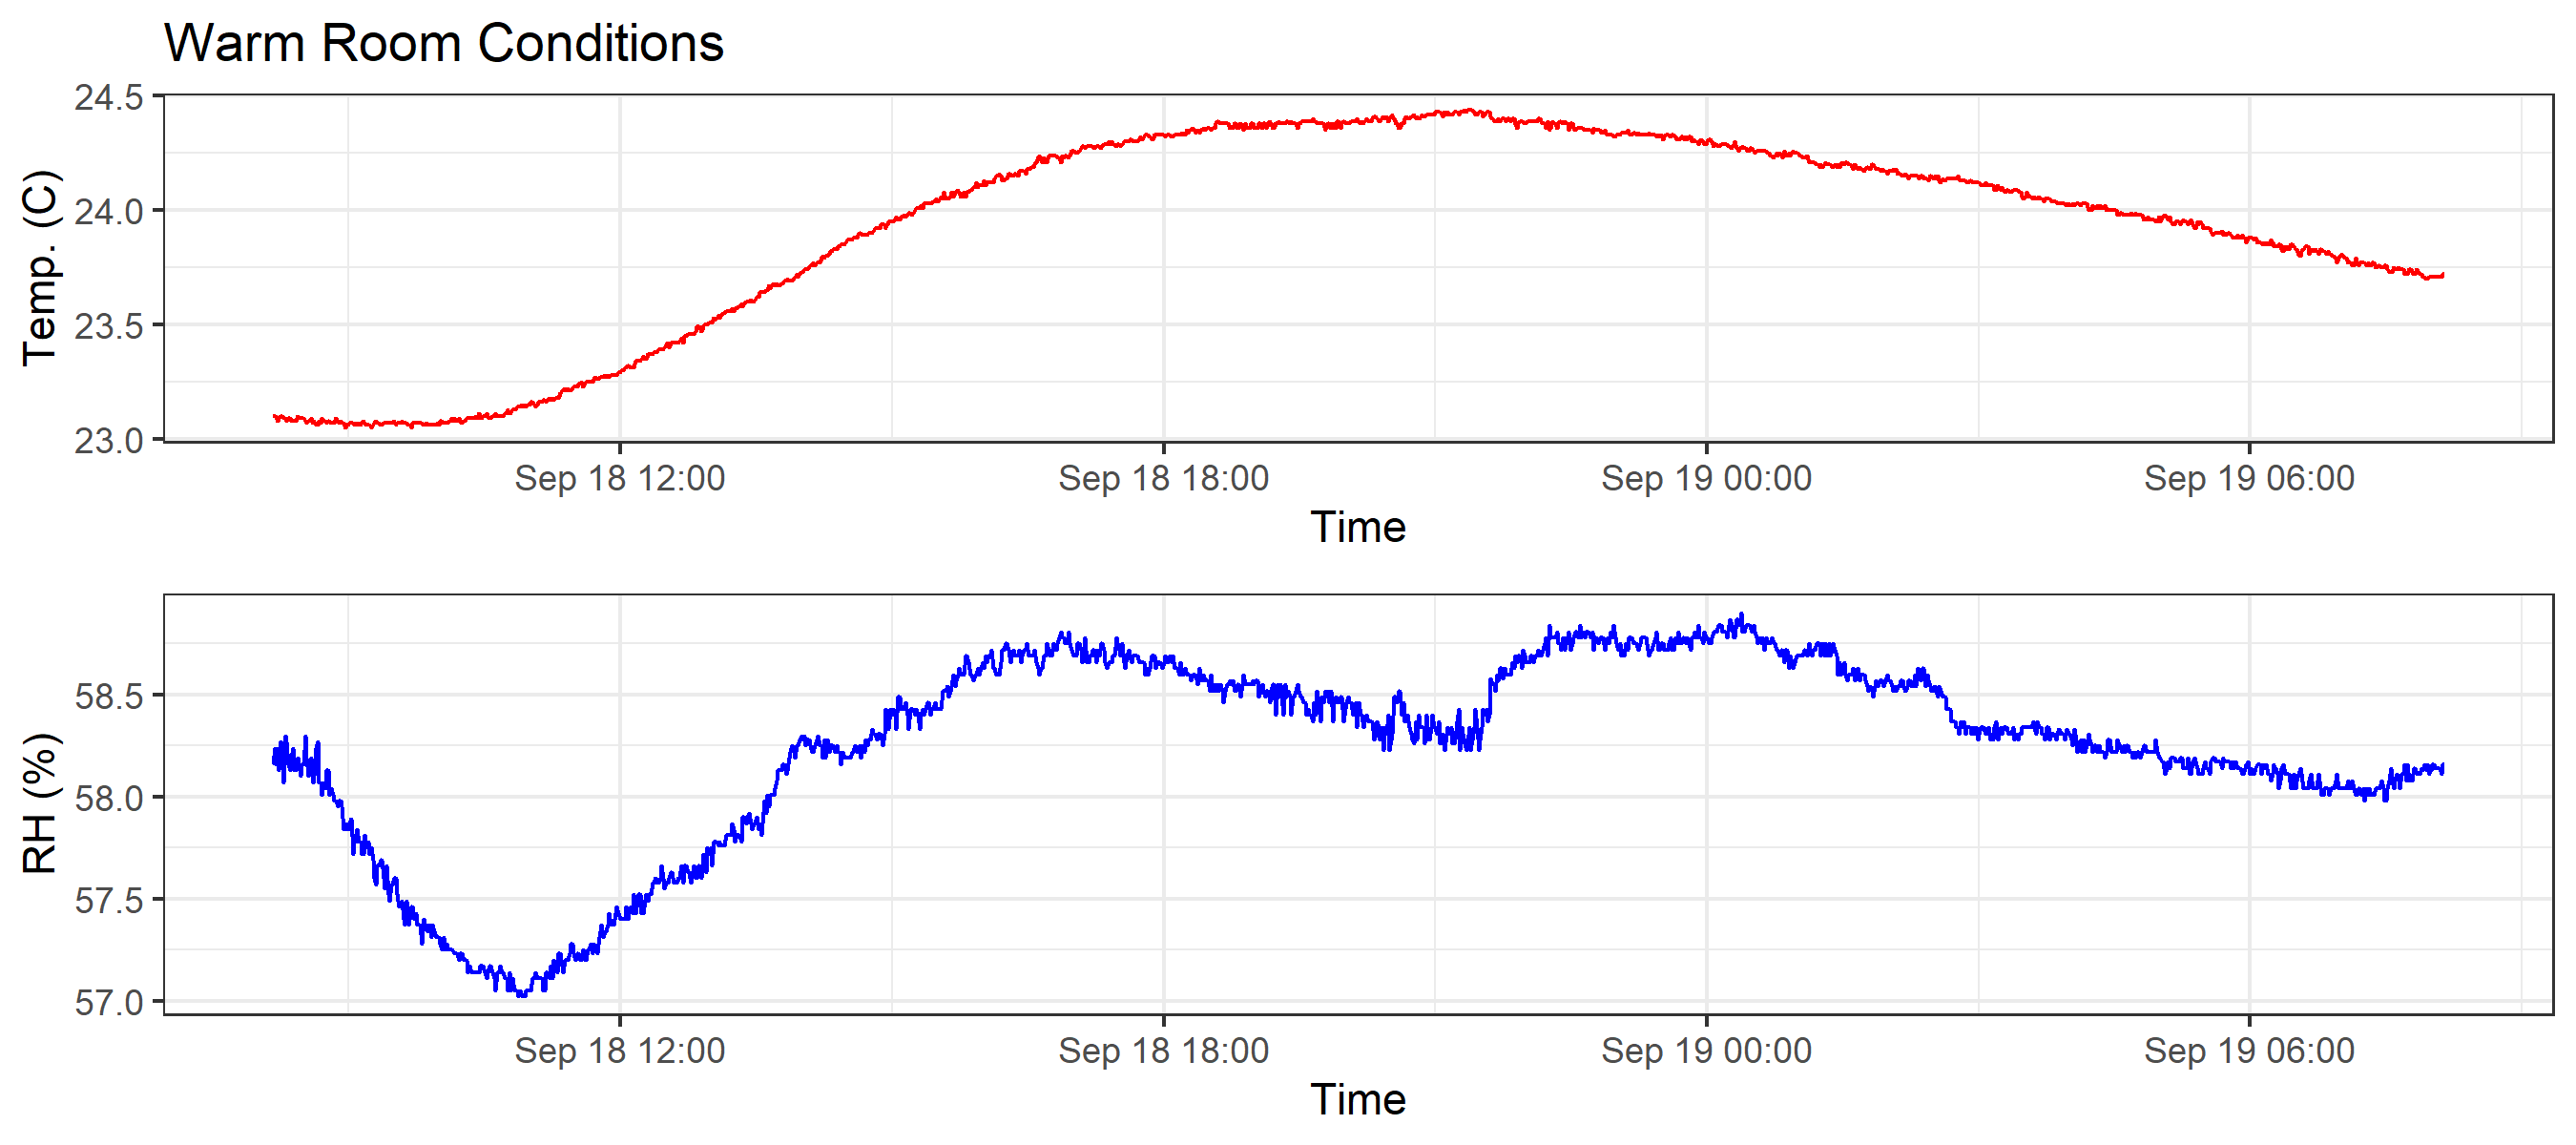 Warm Room Conditions
24.5
24.0
23.5
23.0
Temp. (C)
Sep 18 12:00 Sep 18 18:00 Sep 19 00:00 Sep 19 06:00
Time
58.5
58.0
57.5
57.0
RH (%)
Sep 18 12:00 Sep 18 18:00 Sep 19 00:00 Sep 19 06:00
Time